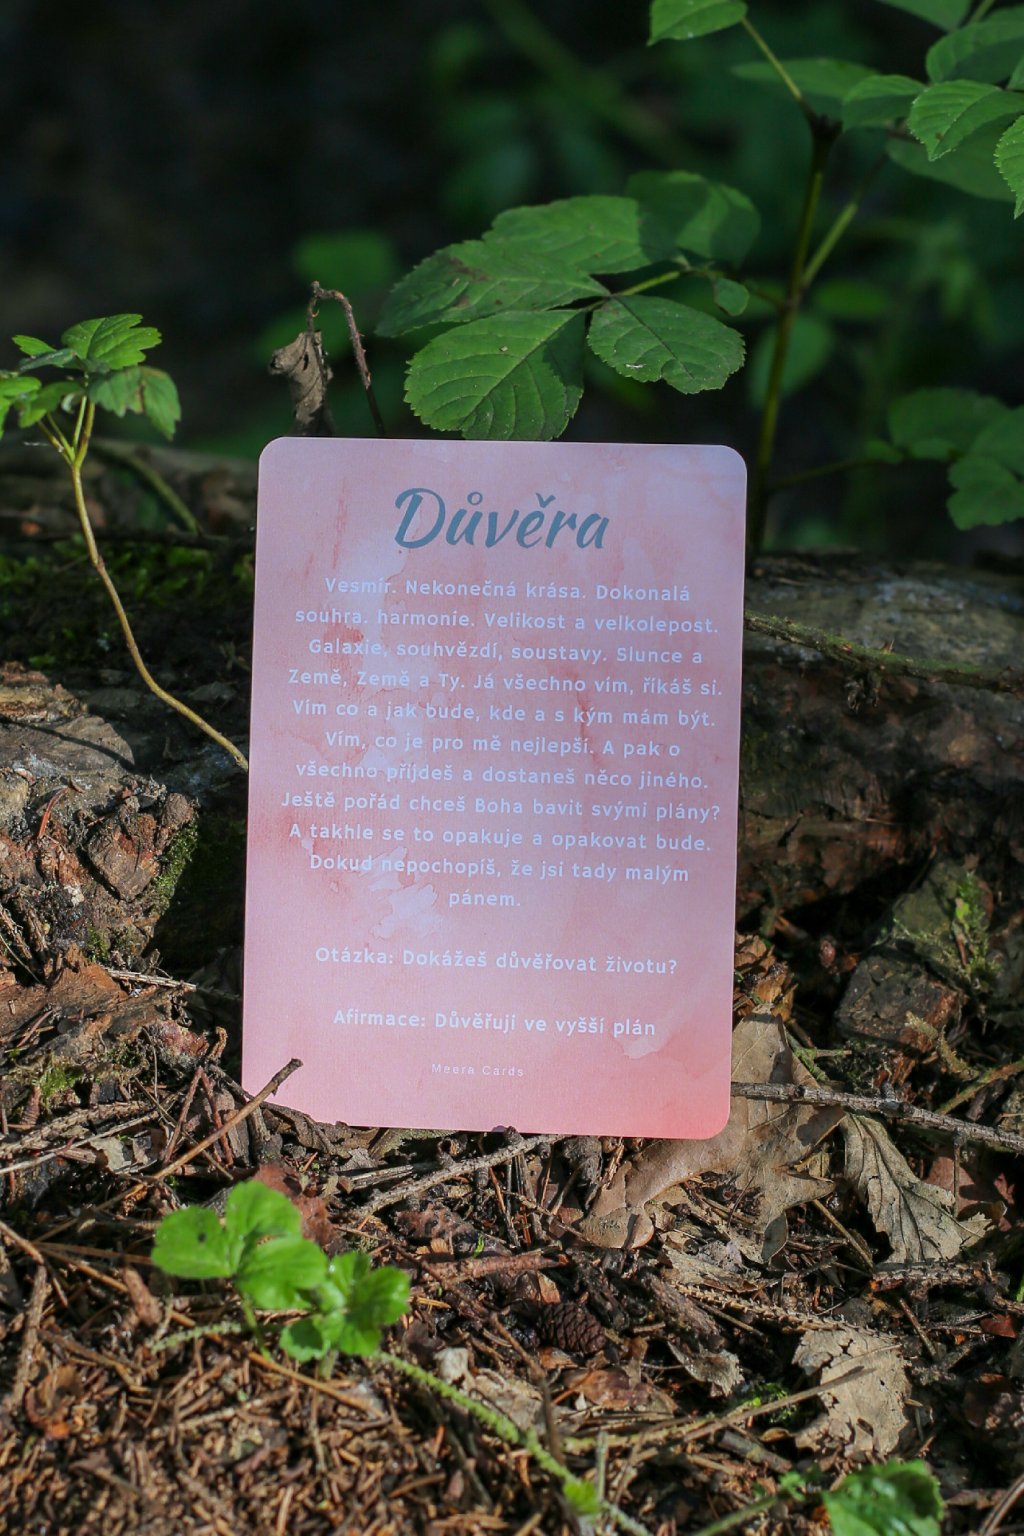 Důvěra
Vesmír. Nekonečná krása. Dokonalá
souhra, harmonie. Velikost a velkolepost.
Galaxie, souhvězdí, soustavy. Slunce a
Země, Země a Ty. Já všechno vím, říkáš si.
Vím co a jak bude, kde a s kým mám být.
Vím, co je pro mě nejlepší. A pak o
všechno přijdeš a dostaneš něco jiného.
Ještě pořád chceš Boha bavit svými plány?
A takhle se to opakuje a opakovat bude.
Dokud nepochopíš, že jsi tady malým
pánem.
Otázka: Dokážeš důvěřovat životu?
Afirmace: Důvěřuji ve vyšší plán
Meera Cards